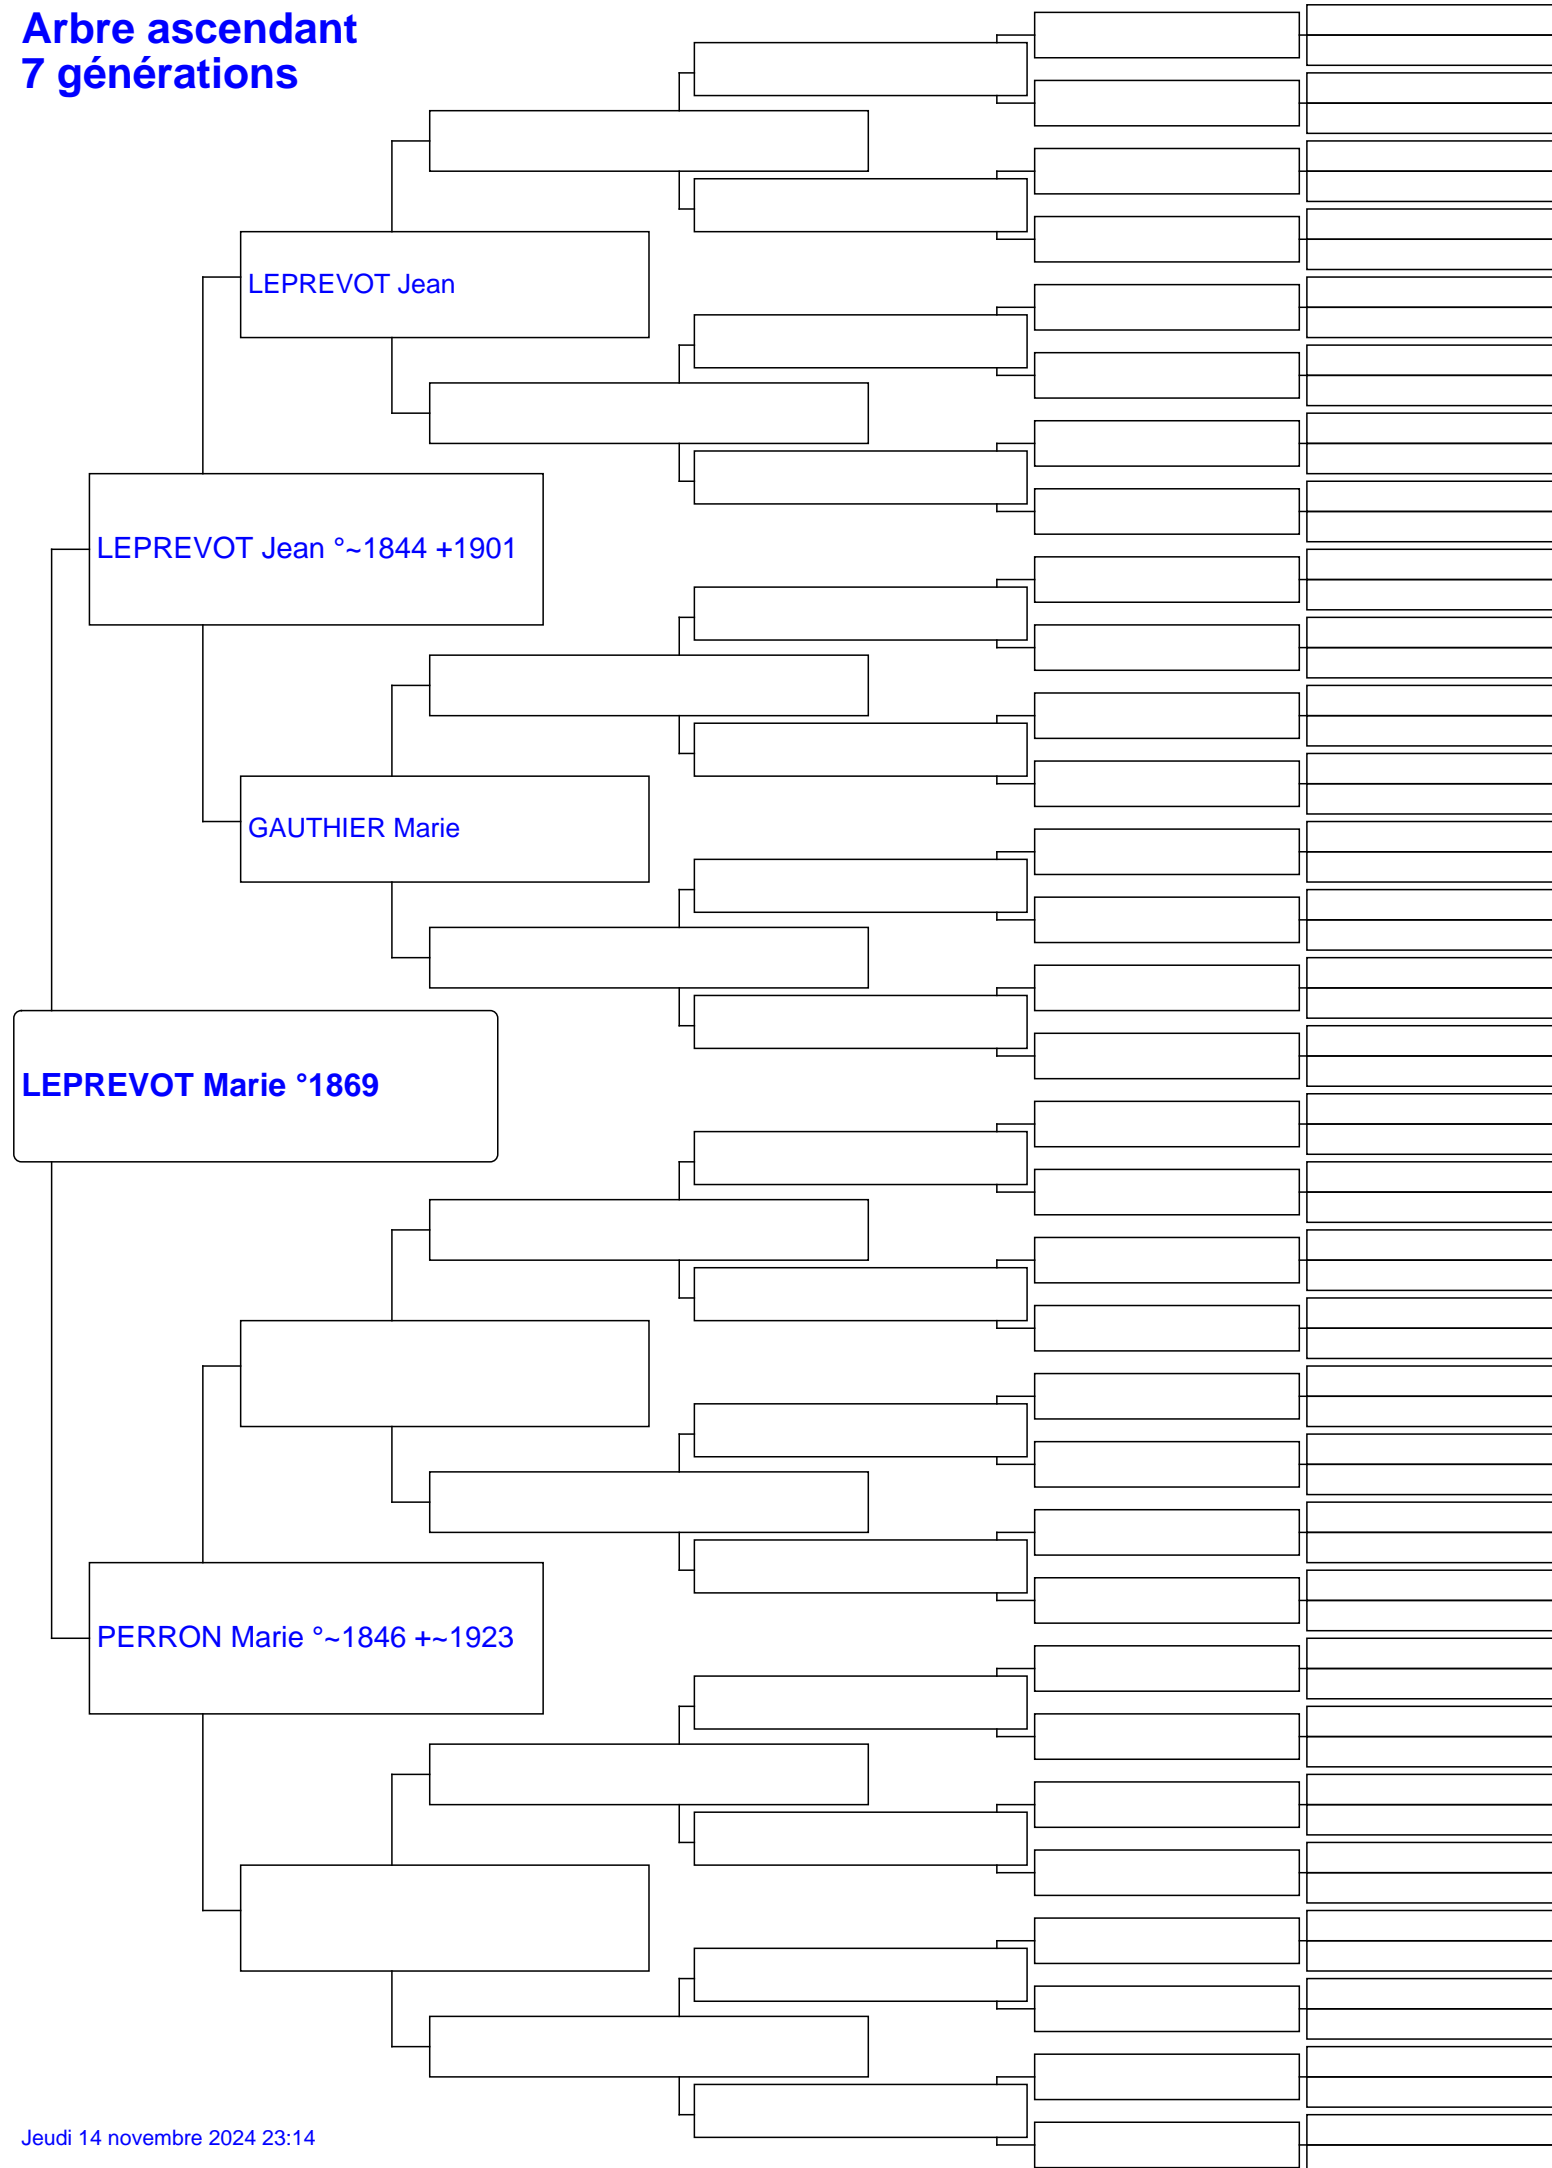 Arbre ascendant
7 générations
LEPREVOT Jean
LEPREVOT Jean °~1844 +1901
GAUTHIER Marie
LEPREVOT Marie °1869
PERRON Marie °~1846 +~1923
Jeudi 14 novembre 2024 23:14